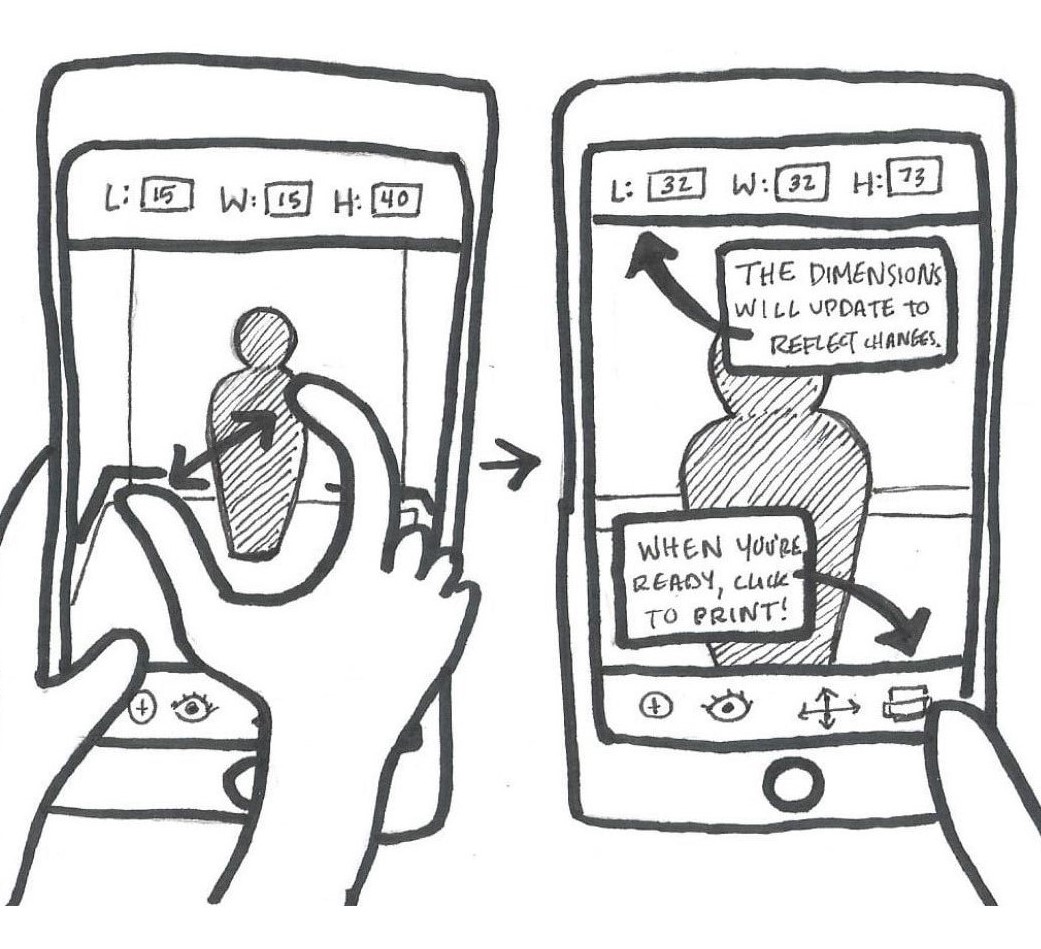 L: 15 W: 15 H: 40
L: 32 W: 32 H: 73
THE DIMENSIONS
WILL UPDATE TO
REFLECT CHANGES.
WHEN YOU'RE
READY, CLICK
TO PRINT!